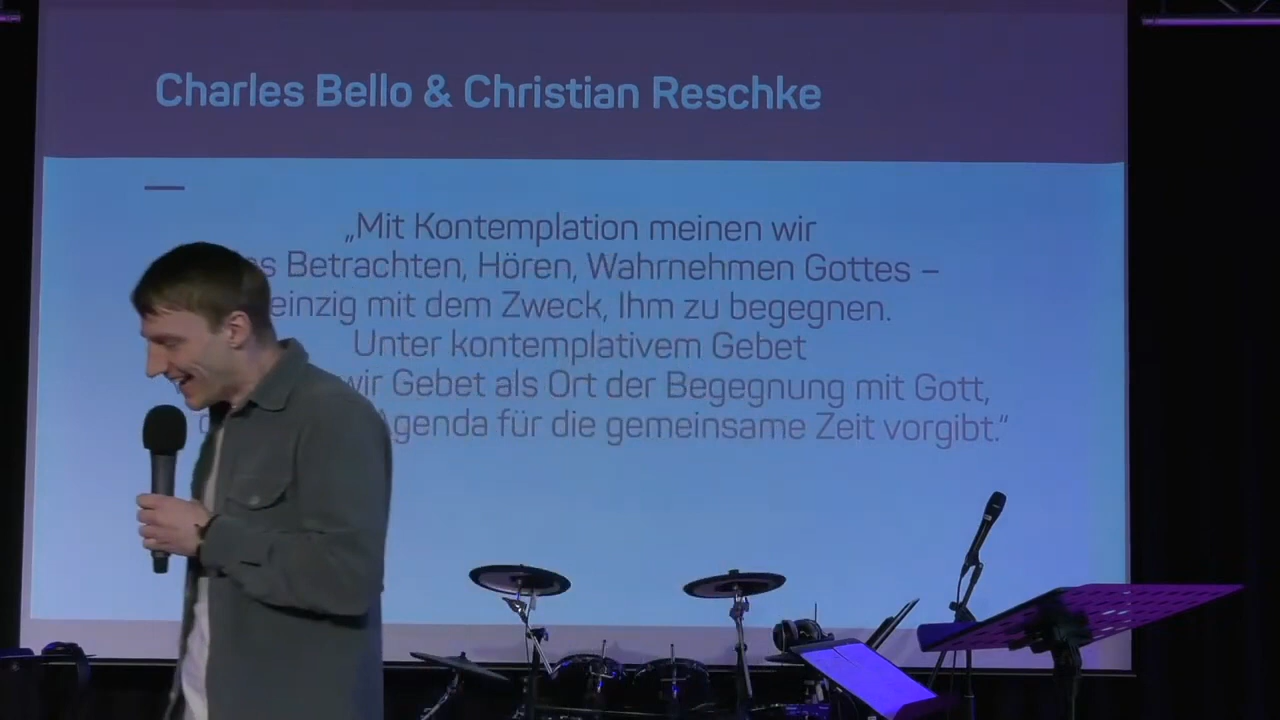 Charles Bello & Christian Reschke
„Mit Kontemplation meinen wir
Betrachten, Hören, Wahrnehmen Gottes –
einzig mit dem Zweck, Ihm zu begegnen.
Unter kontemplativem Gebet
wir Gebet als Ort der Begegnung mit Gott,
Agenda für die gemeinsame Zeit vorgibt.“